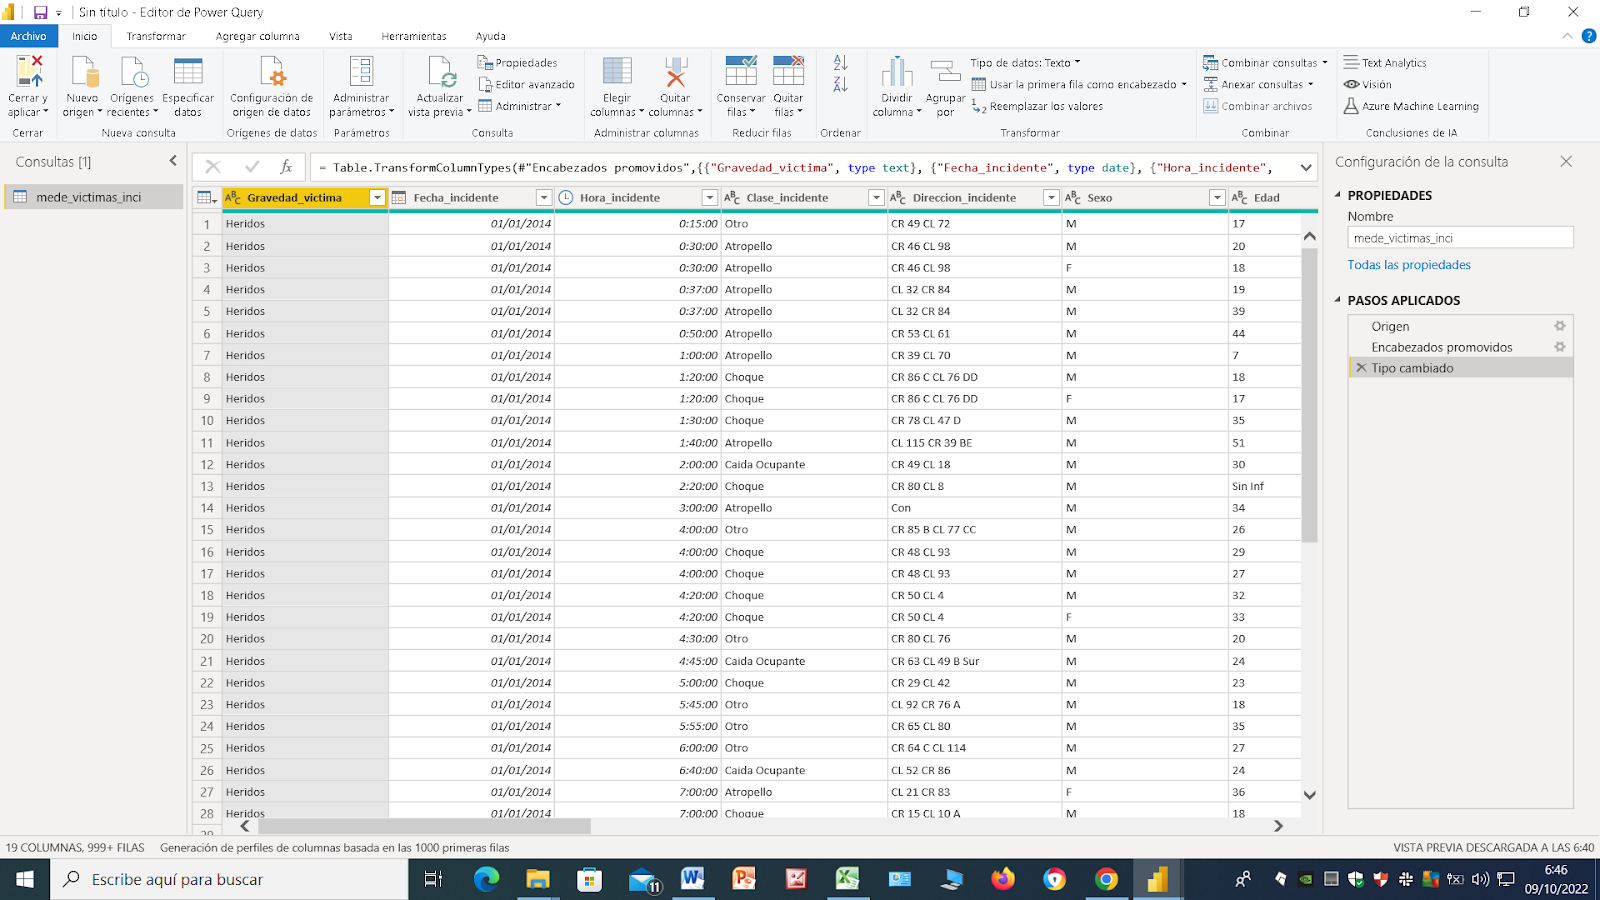 Sin título - Editor de Power Query
Archivo Inicio Transformar Agregar columna Vista Herramientas Ayuda
Cerrar y aplicar
Cerrar
Nuevo origen Orígenes recientes Especificar datos
Nueva consulta
Configuración de origen de datos
Orígenes de datos
Administrar parámetros
Parámetros
Actualizar vista previa
Propiedades
Editor avanzado
Administrar
Consulta
Elegir columnas Quitar columnas
Administrar columnas
Conservar filas Quitar filas
Reducir filas
Ordenar
Dividir columna Agrupar por
Tipo de datos: Texto
Usar la primera fila como encabezado
Reemplazar los valores
Transformar
Combinar consultas
Anexar consultas
Combinar archivos
Combinar
Text Analytics
Visión
Azure Machine Learning
Conclusiones de IA
Consultas [1]
mede_victimas_inci
fx = Table.TransformColumnTypes(#"Encabezados promovidos",{{"Gravedad_victima", type text}, {"Fecha_incidente", type date}, {"Hora_incidente",
Gravedad_victima Fecha_incidente Hora_incidente Clase_incidente Direccion_incidente Sexo Edad
1 Heridos 01/01/2014 0:15:00 Otro CR 49 CL 72 M 17
2 Heridos 01/01/2014 0:30:00 Atropello CR 46 CL 98 M 20
3 Heridos 01/01/2014 0:30:00 Atropello CR 46 CL 98 F 18
4 Heridos 01/01/2014 0:37:00 Atropello CL 32 CR 84 M 19
5 Heridos 01/01/2014 0:37:00 Atropello CL 32 CR 84 M 39
6 Heridos 01/01/2014 0:50:00 Atropello CR 53 CL 61 M 44
7 Heridos 01/01/2014 1:00:00 Atropello CR 39 CL 70 M 7
8 Heridos 01/01/2014 1:20:00 Choque CR 86 C CL 76 DD M 18
9 Heridos 01/01/2014 1:20:00 Choque CR 86 C CL 76 DD F 17
10 Heridos 01/01/2014 1:30:00 Choque CR 78 CL 47 D M 35
11 Heridos 01/01/2014 1:40:00 Atropello CL 115 CR 39 BE M 51
12 Heridos 01/01/2014 2:00:00 Caida Ocupante CR 49 CL 18 M 30
13 Heridos 01/01/2014 2:20:00 Choque CR 80 CL 8 M Sin Inf
14 Heridos 01/01/2014 3:00:00 Atropello Con M 34
15 Heridos 01/01/2014 4:00:00 Otro CR 85 B CL 77 CC M 26
16 Heridos 01/01/2014 4:00:00 Choque CR 48 CL 93 M 29
17 Heridos 01/01/2014 4:00:00 Choque CR 48 CL 93 M 27
18 Heridos 01/01/2014 4:20:00 Choque CR 50 CL 4 M 32
19 Heridos 01/01/2014 4:20:00 Choque CR 50 CL 4 F 33
20 Heridos 01/01/2014 4:30:00 Otro CR 80 CL 76 M 20
21 Heridos 01/01/2014 4:45:00 Caida Ocupante CR 63 CL 49 B Sur M 24
22 Heridos 01/01/2014 5:00:00 Choque CR 29 CL 42 M 23
23 Heridos 01/01/2014 5:45:00 Otro CL 92 CR 76 A M 18
24 Heridos 01/01/2014 5:55:00 Otro CR 65 CL 80 M 35
25 Heridos 01/01/2014 6:00:00 Otro CR 64 C CL 114 M 27
26 Heridos 01/01/2014 6:40:00 Caida Ocupante CL 52 CR 86 M 24
27 Heridos 01/01/2014 7:00:00 Atropello CL 21 CR 83 F 36
28 Heridos 01/01/2014 7:00:00 Choque CR 15 CL 10 A M 18
29
Configuración de la consulta
PROPIEDADES
Nombre
mede_victimas_inci
Todas las propiedades
PASOS APLICADOS
Origen
Encabezados promovidos
Tipo cambiado
19 COLUMNAS, 999+ FILAS Generación de perfiles de columnas basada en las 1000 primeras filas VISTA PREVIA DESCARGADA A LAS 6:40
Escribe aquí para buscar
11
6:46
09/10/2022